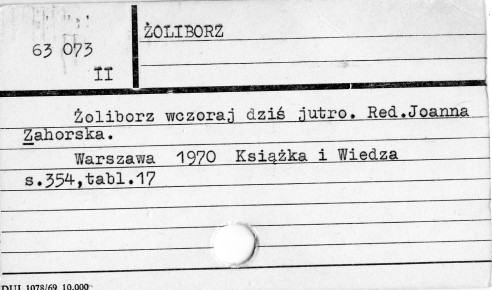 ŻOLIBORZ
63 073
II
Żoliborz wczoraj dziś jutro. Red.Joanna
Zahorska.
Warszawa 1970 Książka i Wiedza
s.354,tabl.17
DUL 1078/69 10.000